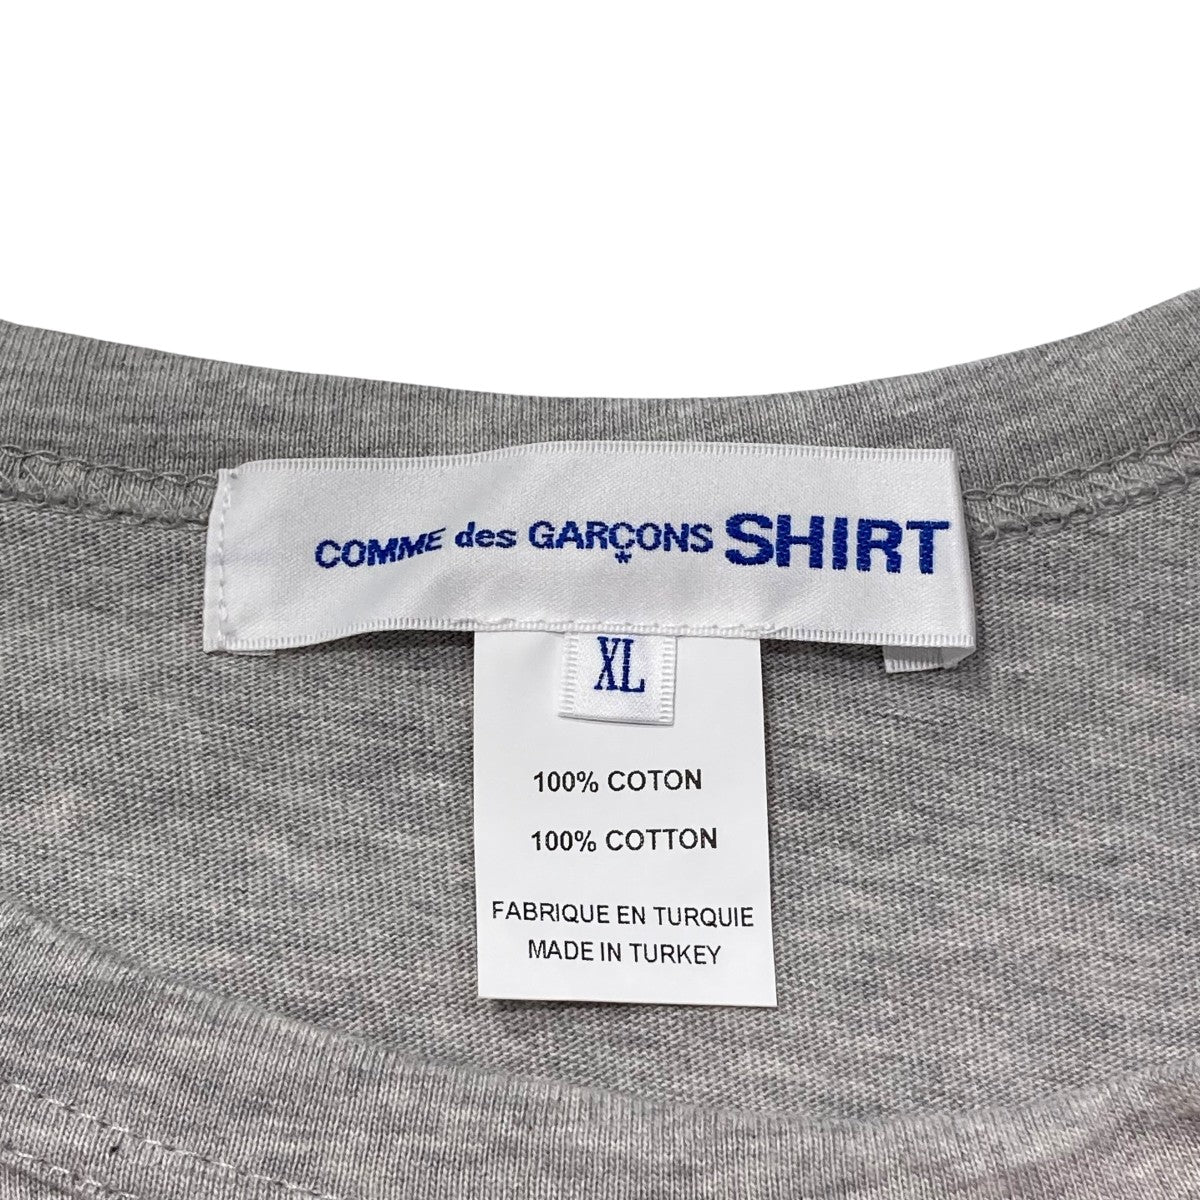 COMME des GARÇONS SHIRT
*
XL
100% COTON
100% COTTON
FABRIQUE EN TURQUIE
MADE IN TURKEY